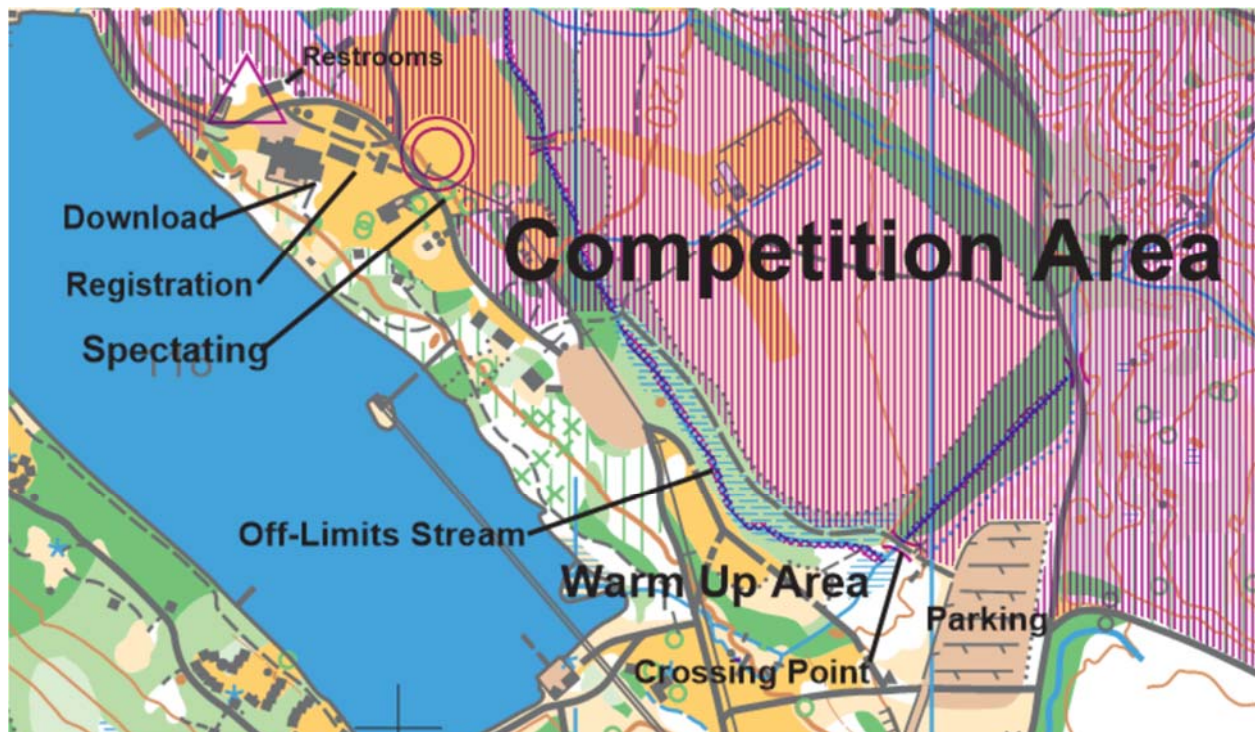 Restrooms
Download
Competition Area
Registration
Spectating
Off-Limits Stream
Warm Up Area
Parking
Crossing Point